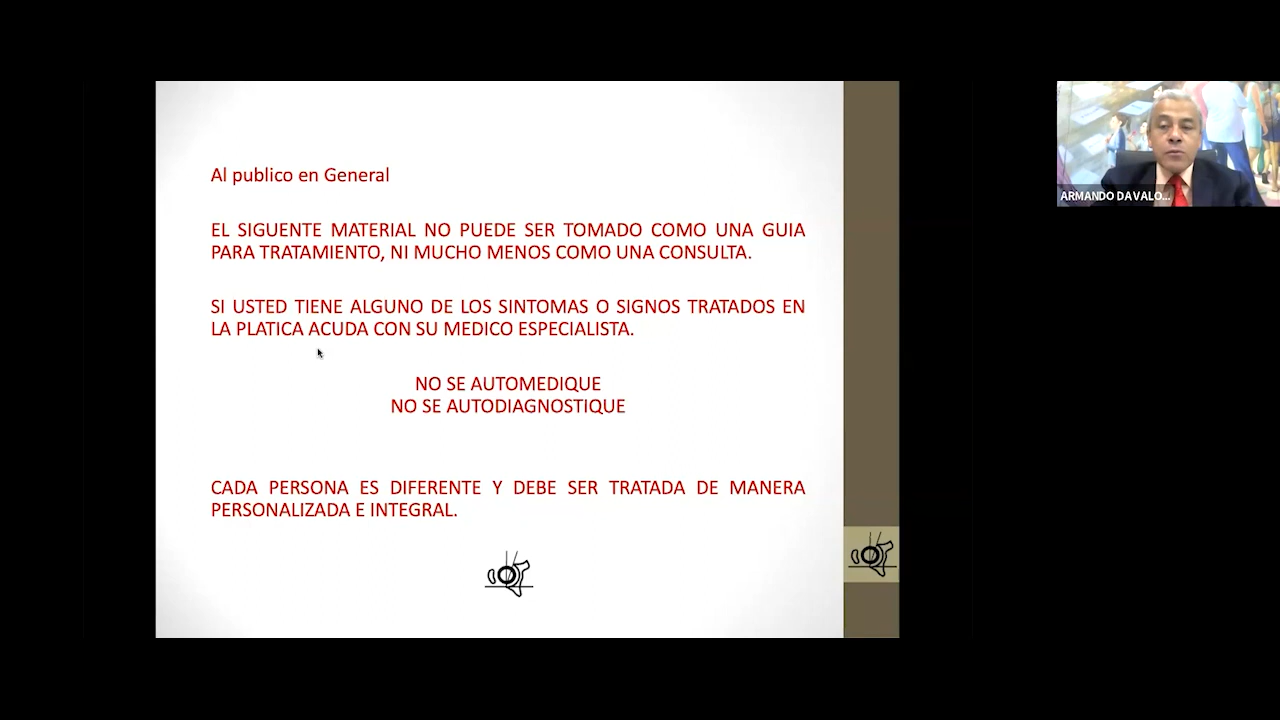 Al publico en General
EL SIGUENTE MATERIAL NO PUEDE SER TOMADO COMO UNA GUIA
PARA TRATAMIENTO, NI MUCHO MENOS COMO UNA CONSULTA.
SI USTED TIENE ALGUNO DE LOS SINTOMAS O SIGNOS TRATADOS EN
LA PLATICA ACUDA CON SU MEDICO ESPECIALISTA.
NO SE AUTOMEDIQUE
NO SE AUTODIAGNOSTIQUE
CADA PERSONA ES DIFERENTE Y DEBE SER TRATADA DE MANERA
PERSONALIZADA E INTEGRAL.
ARMANDO DAVALO...